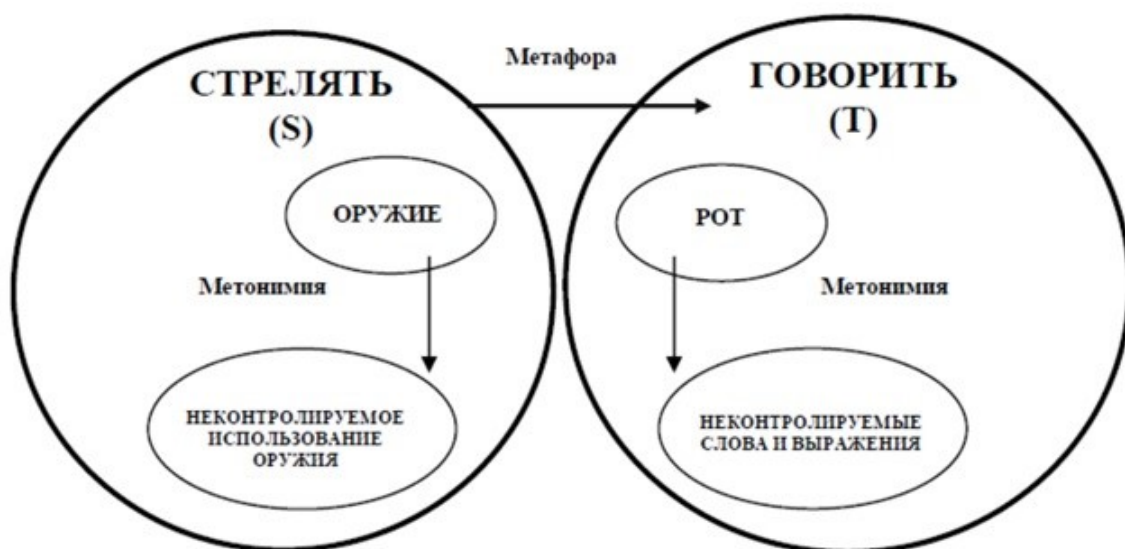 Метафора
СТРЕЛЯТЬ
(S)
ГОВОРИТЬ
(T)
ОРУЖИЕ
РОТ
Метонимия
Метонимия
НЕКОНТРОЛИРУЕМОЕ
ИСПОЛЬЗОВАНИЕ
ОРУЖИЯ
НЕКОНТРОЛИРУЕМЫЕ
СЛОВА И ВЫРАЖЕНИЯ